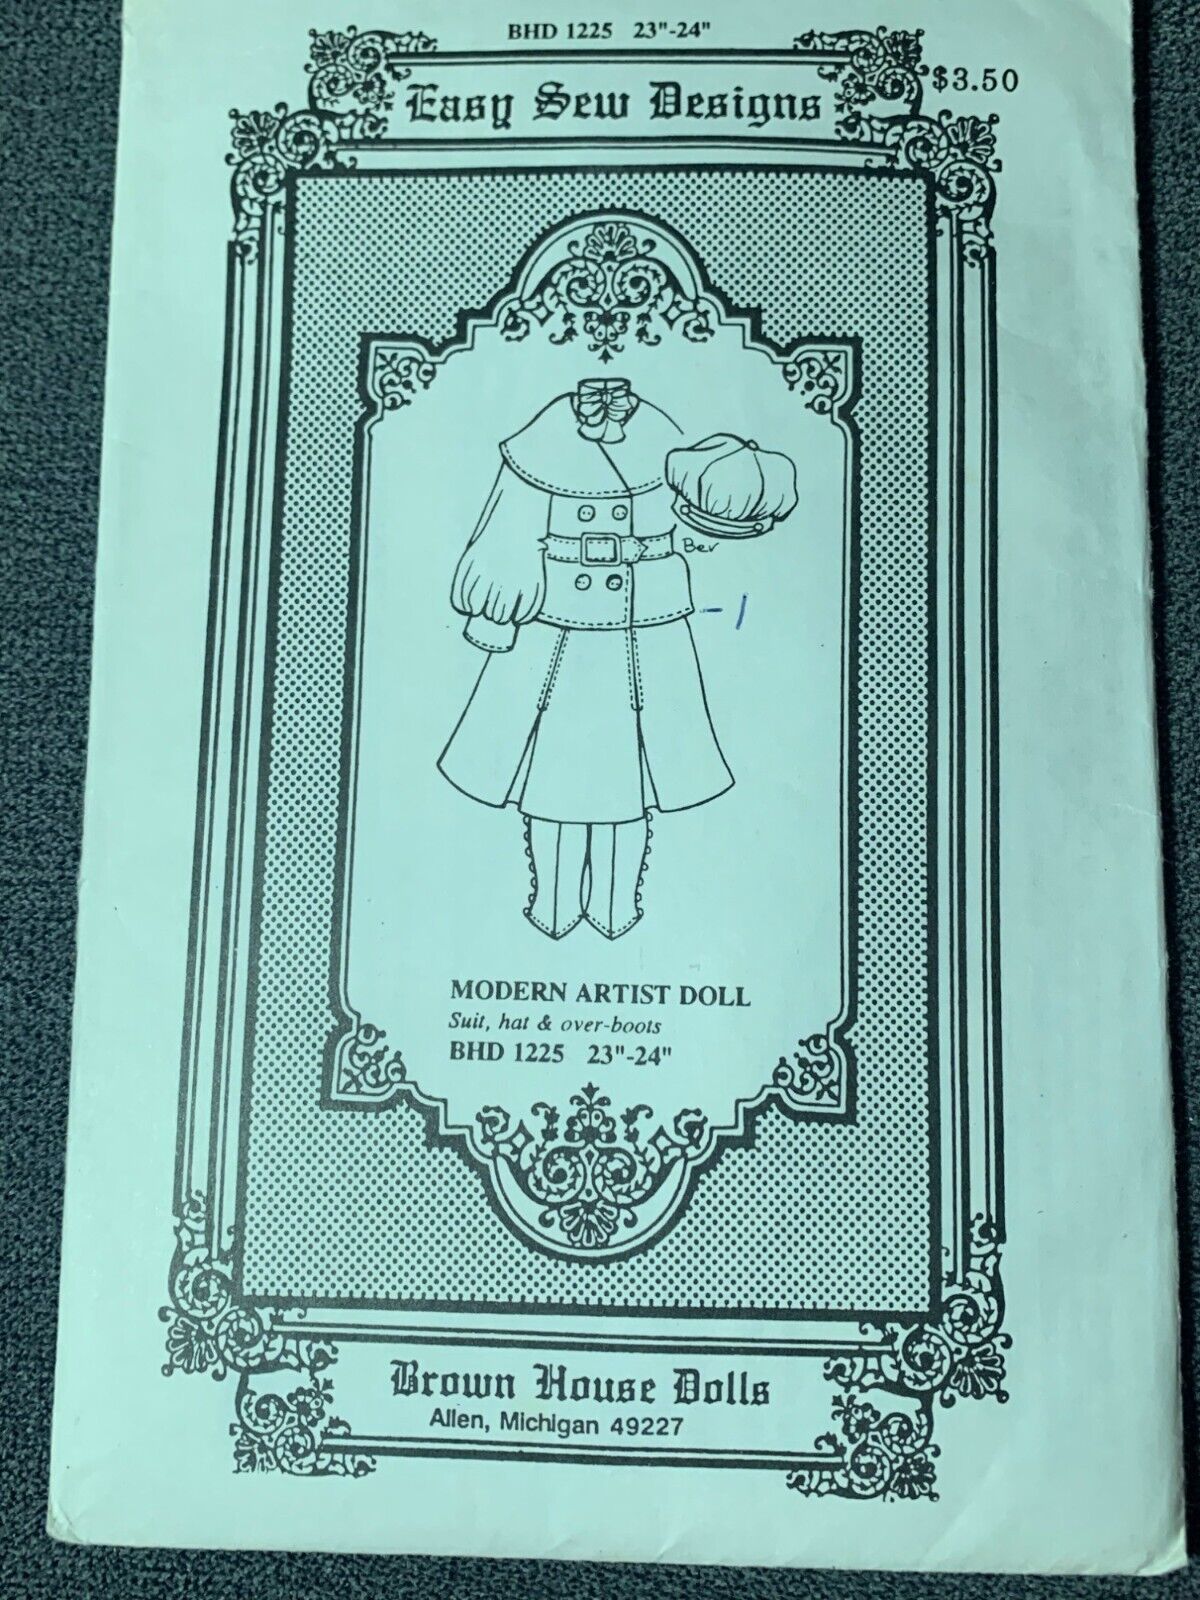 BHD 1225 23"-24"
$3.50
Easy Sew Designs
Bev
-1
MODERN ARTIST DOLL
Suit, hat & over-boots
BHD 1225 23"-24"
Brown House Dolls
Allen, Michigan 49227